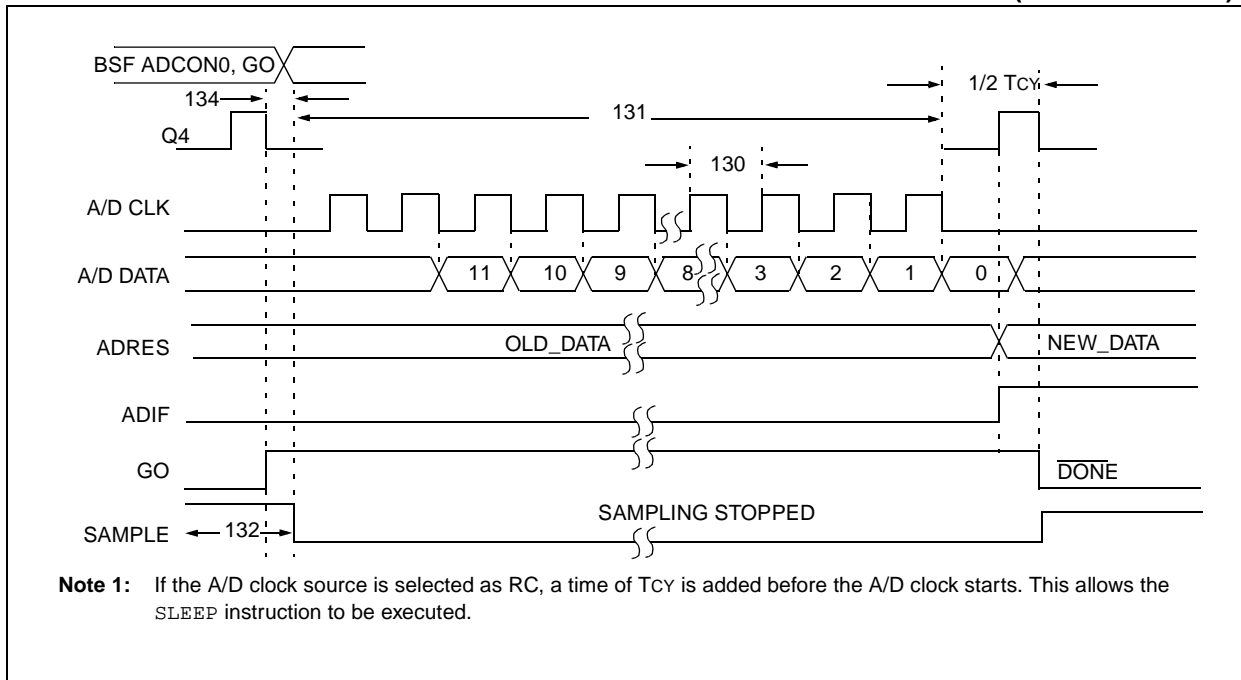 BSF ADCON0, GO
134
1/2 TCY
131
Q4
130
A/D CLK
A/D DATA
11 10 9 8 3 2 1 0
ADRES
OLD_DATA
NEW_DATA
ADIF
GO
DONE
SAMPLING STOPPED
SAMPLE
132
Note 1: If the A/D clock source is selected as RC, a time of TCY is added before the A/D clock starts. This allows the
SLEEP instruction to be executed.